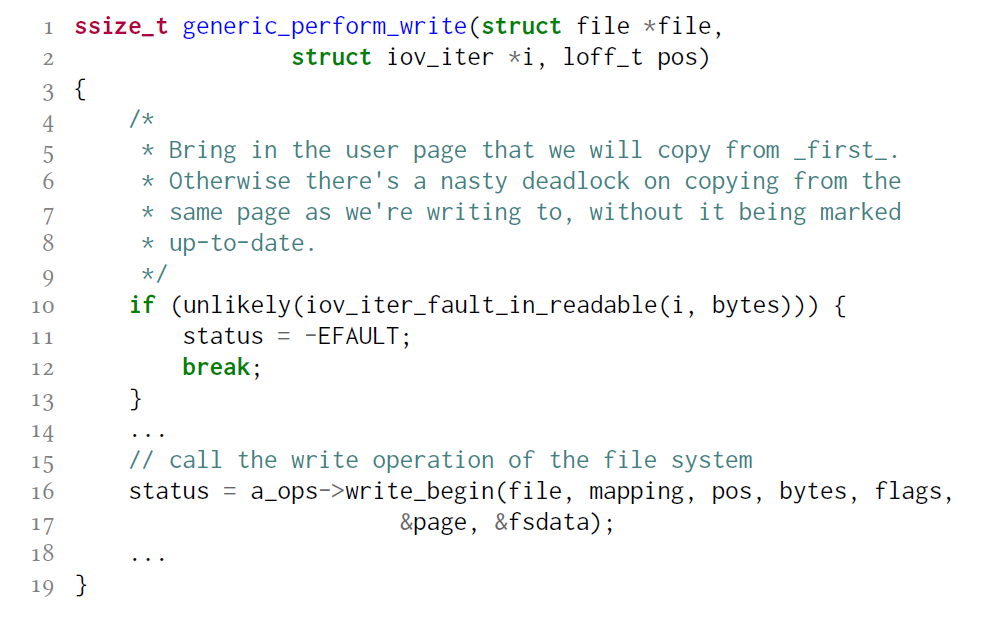 1 ssize_t generic_perform_write(struct file *file,
2 struct iov_iter *i, loff_t pos)
3 {
4 /*
5 * Bring in the user page that we will copy from _first_.
6 * Otherwise there's a nasty deadlock on copying from the
7 * same page as we're writing to, without it being marked
8 * up-to-date.
9 */
10 if (unlikely(iov_iter_fault_in_readable(i, bytes))) {
11 status = -EFAULT;
12 break;
13 }
14 ...
15 // call the write operation of the file system
16 status = a_ops->write_begin(file, mapping, pos, bytes, flags,
17 &page, &fsdata);
18 ...
19 }